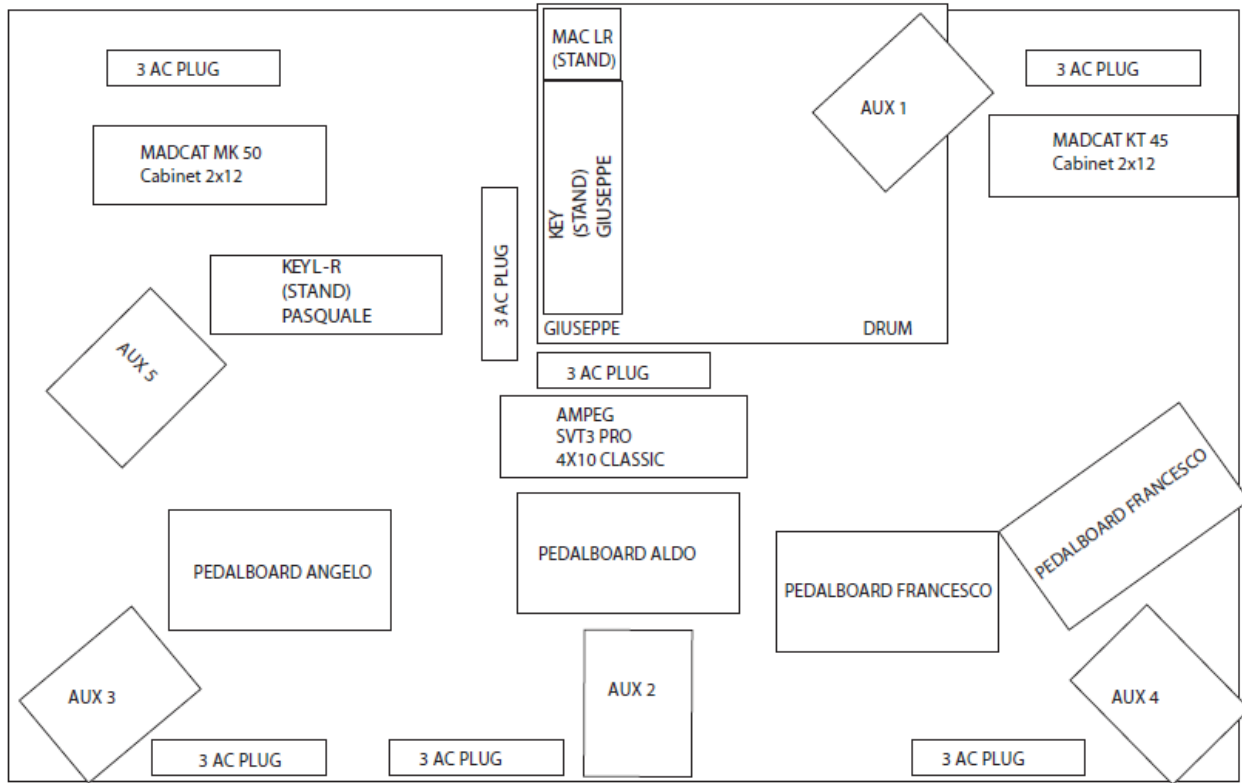 MAC LR
(STAND)
3 AC PLUG
3 AC PLUG
AUX 1
MADCAT MK 50
Cabinet 2x12
MADCAT KT 45
Cabinet 2x12
KEY
(STAND)
GIUSEPPE
3 AC PLUG
KEY L-R
(STAND)
PASQUALE
GIUSEPPE
DRUM
AUX 5
3 AC PLUG
AMPEG
SVT3 PRO
4X10 CLASSIC
PEDALBOARD FRANCESCO
PEDALBOARD ANGELO
PEDALBOARD ALDO
PEDALBOARD FRANCESCO
AUX 3
AUX 2
AUX 4
3 AC PLUG
3 AC PLUG
3 AC PLUG